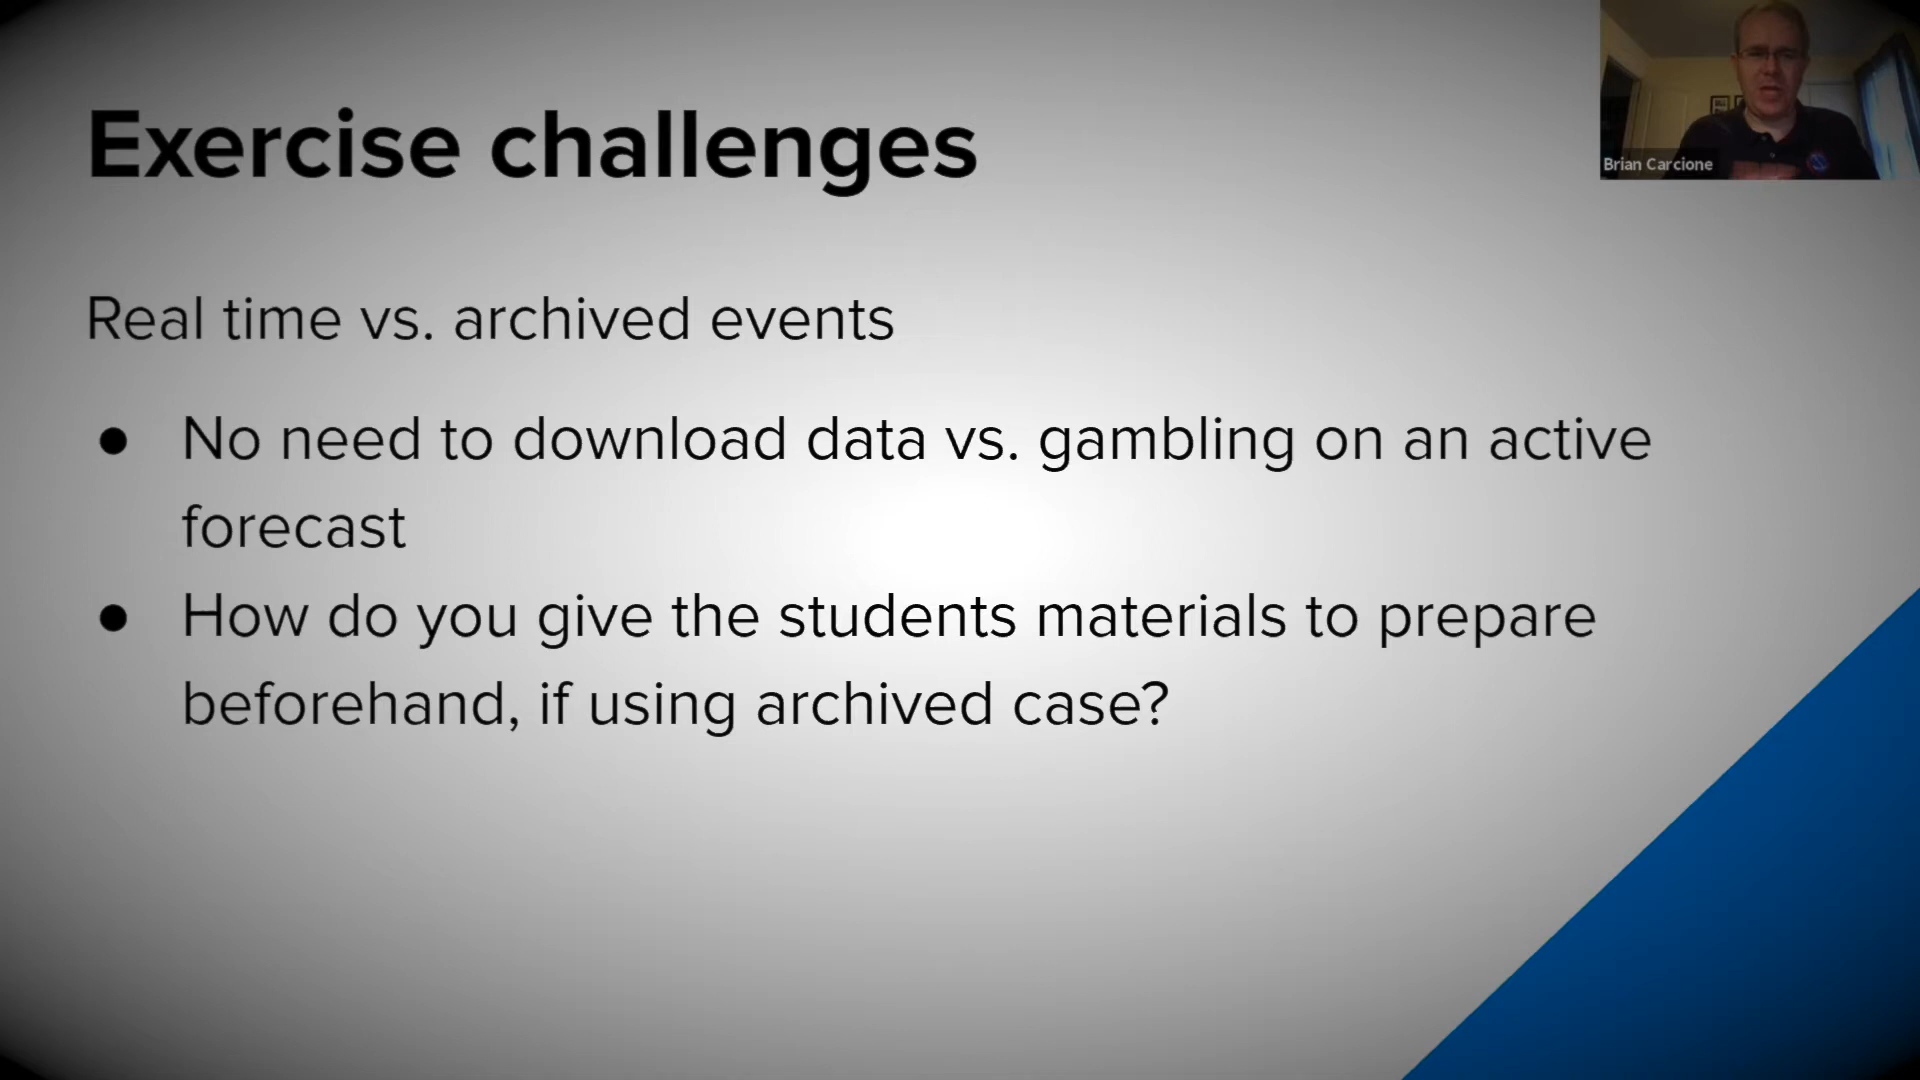 Exercise challenges
Brian Carcione
Real time vs. archived events
● No need to download data vs. gambling on an active
forecast
● How do you give the students materials to prepare
beforehand, if using archived case?